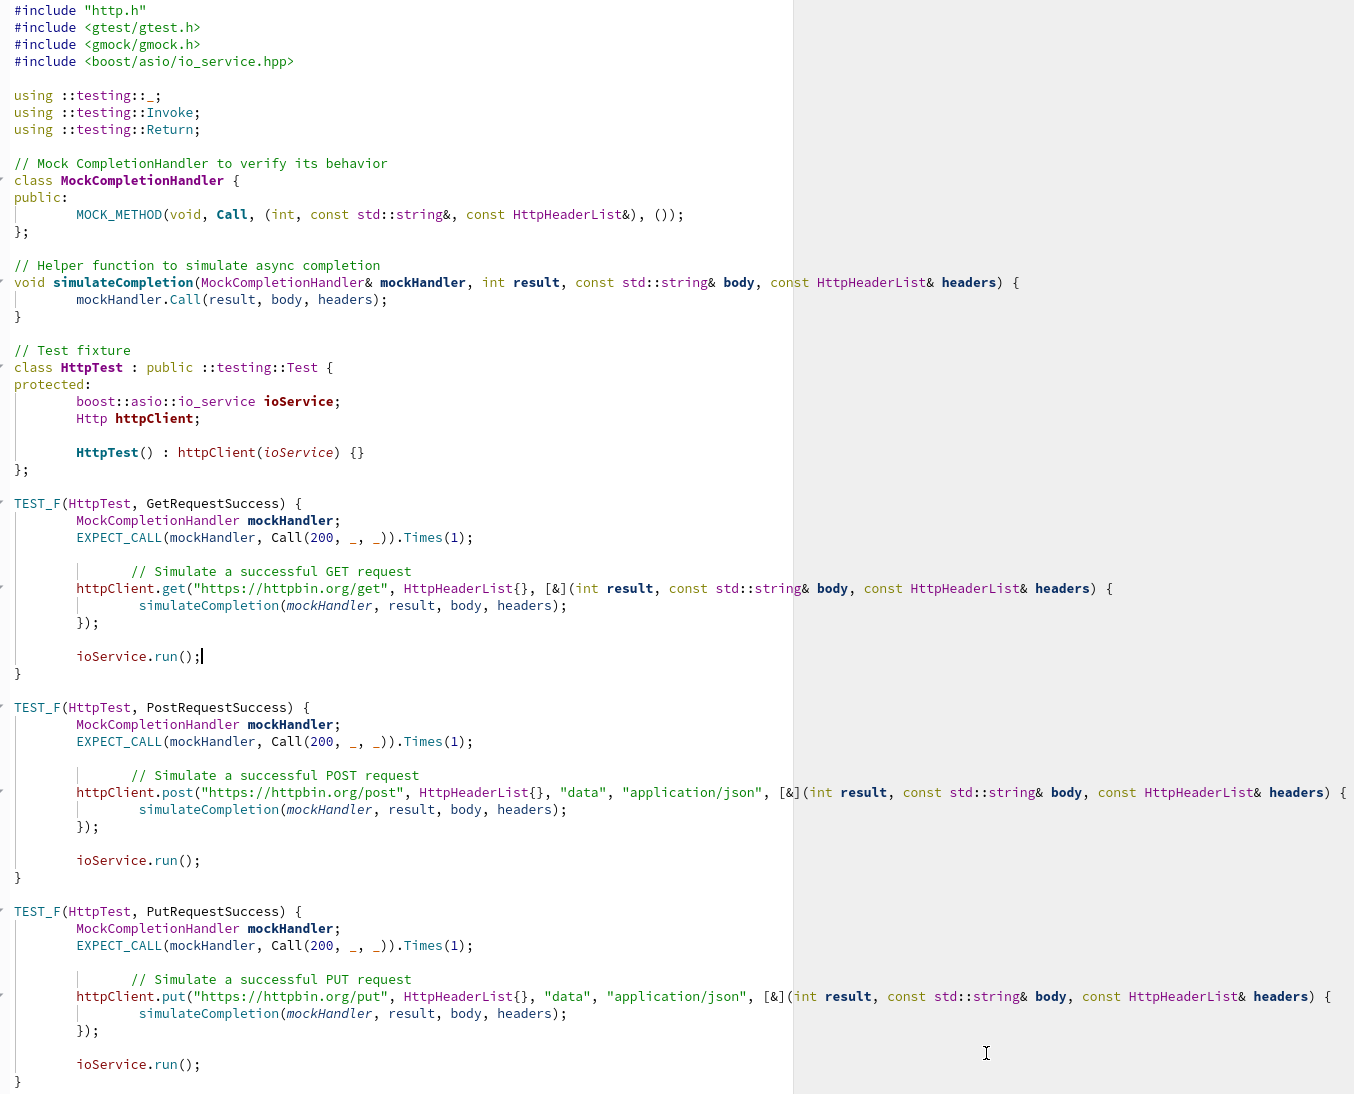 #include "http.h"
#include <gtest/gtest.h>
#include <gmock/gmock.h>
#include <boost/asio/io_service.hpp>

using ::testing::_;
using ::testing::Invoke;
using ::testing::Return;

// Mock CompletionHandler to verify its behavior
class MockCompletionHandler {
public:
        MOCK_METHOD(void, Call, (int, const std::string&, const HttpHeaderList&), ());
};

// Helper function to simulate async completion
void simulateCompletion(MockCompletionHandler& mockHandler, int result, const std::string& body, const HttpHeaderList& headers) {
        mockHandler.Call(result, body, headers);
}

// Test fixture
class HttpTest : public ::testing::Test {
protected:
        boost::asio::io_service ioService;
        Http httpClient;

        HttpTest() : httpClient(ioService) {}
};

TEST_F(HttpTest, GetRequestSuccess) {
        MockCompletionHandler mockHandler;
        EXPECT_CALL(mockHandler, Call(200, _, _)).Times(1);

               // Simulate a successful GET request
        httpClient.get("https://httpbin.org/get", HttpHeaderList{}, [&](int result, const std::string& body, const HttpHeaderList& headers) {
                simulateCompletion(mockHandler, result, body, headers);
        });

        ioService.run();
}

TEST_F(HttpTest, PostRequestSuccess) {
        MockCompletionHandler mockHandler;
        EXPECT_CALL(mockHandler, Call(200, _, _)).Times(1);

               // Simulate a successful POST request
        httpClient.post("https://httpbin.org/post", HttpHeaderList{}, "data", "application/json", [&](int result, const std::string& body, const HttpHeaderList& headers) {
                simulateCompletion(mockHandler, result, body, headers);
        });

        ioService.run();
}

TEST_F(HttpTest, PutRequestSuccess) {
        MockCompletionHandler mockHandler;
        EXPECT_CALL(mockHandler, Call(200, _, _)).Times(1);

               // Simulate a successful PUT request
        httpClient.put("https://httpbin.org/put", HttpHeaderList{}, "data", "application/json", [&](int result, const std::string& body, const HttpHeaderList& headers) {
                simulateCompletion(mockHandler, result, body, headers);
        });

        ioService.run();
}